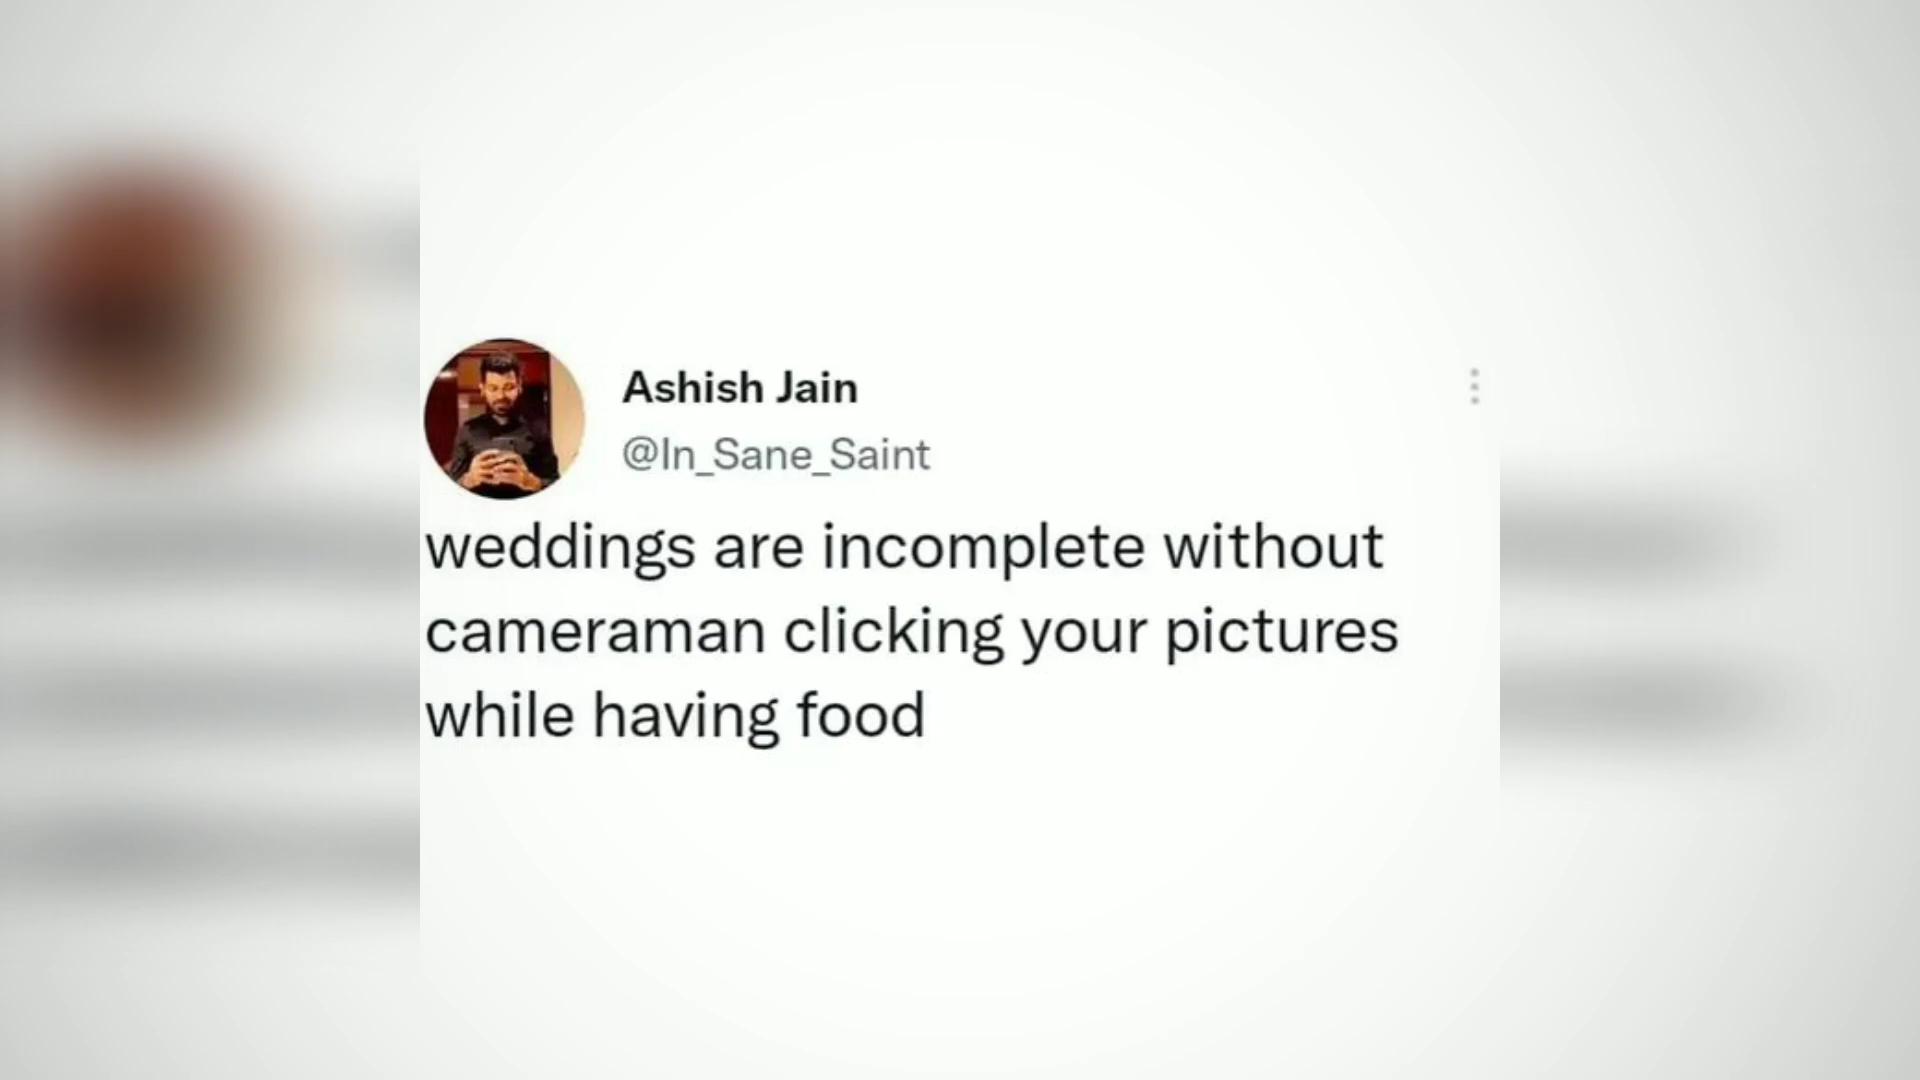 Ashish Jain
@In_Sane_Saint
weddings are incomplete without
cameraman clicking your pictures
while having food